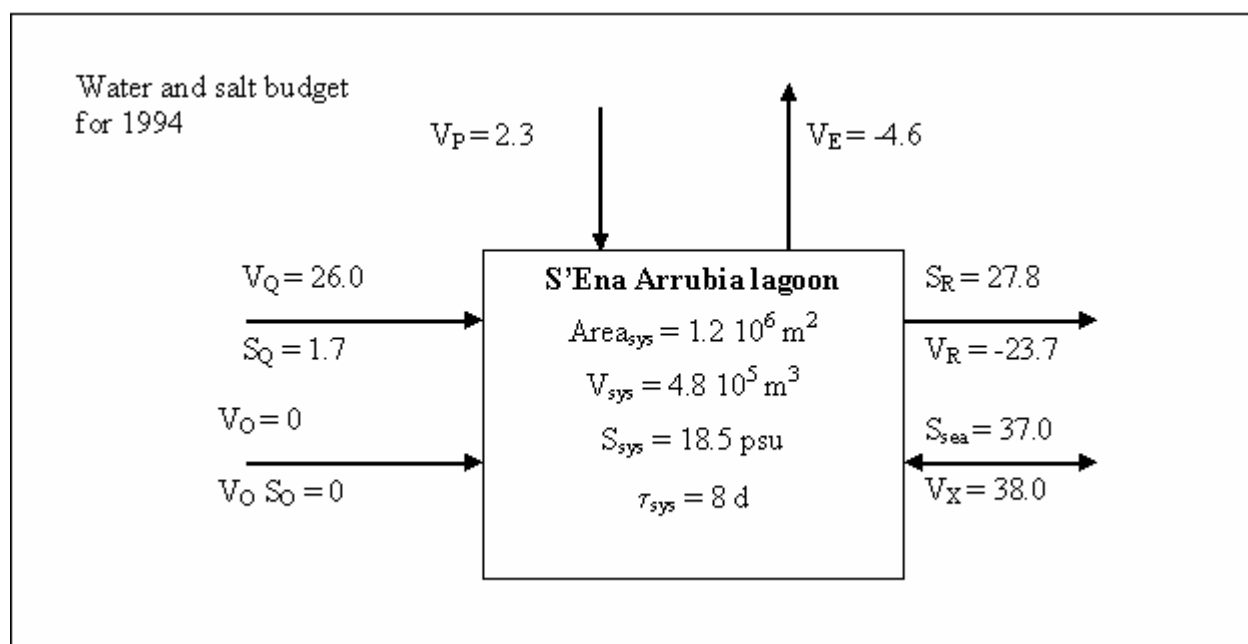 Water and salt budget
for 1994
V_P = 2.3
V_E = -4.6
V_Q = 26.0
S_Q = 1.7
V_O = 0
V_O S_O = 0
S'Ena Arrubia lagoon
Area_sys = 1.2 10^6 m^2
V_sys = 4.8 10^5 m^3
S_sys = 18.5 psu
τ_sys = 8 d
S_R = 27.8
V_R = -23.7
S_sea = 37.0
V_X = 38.0